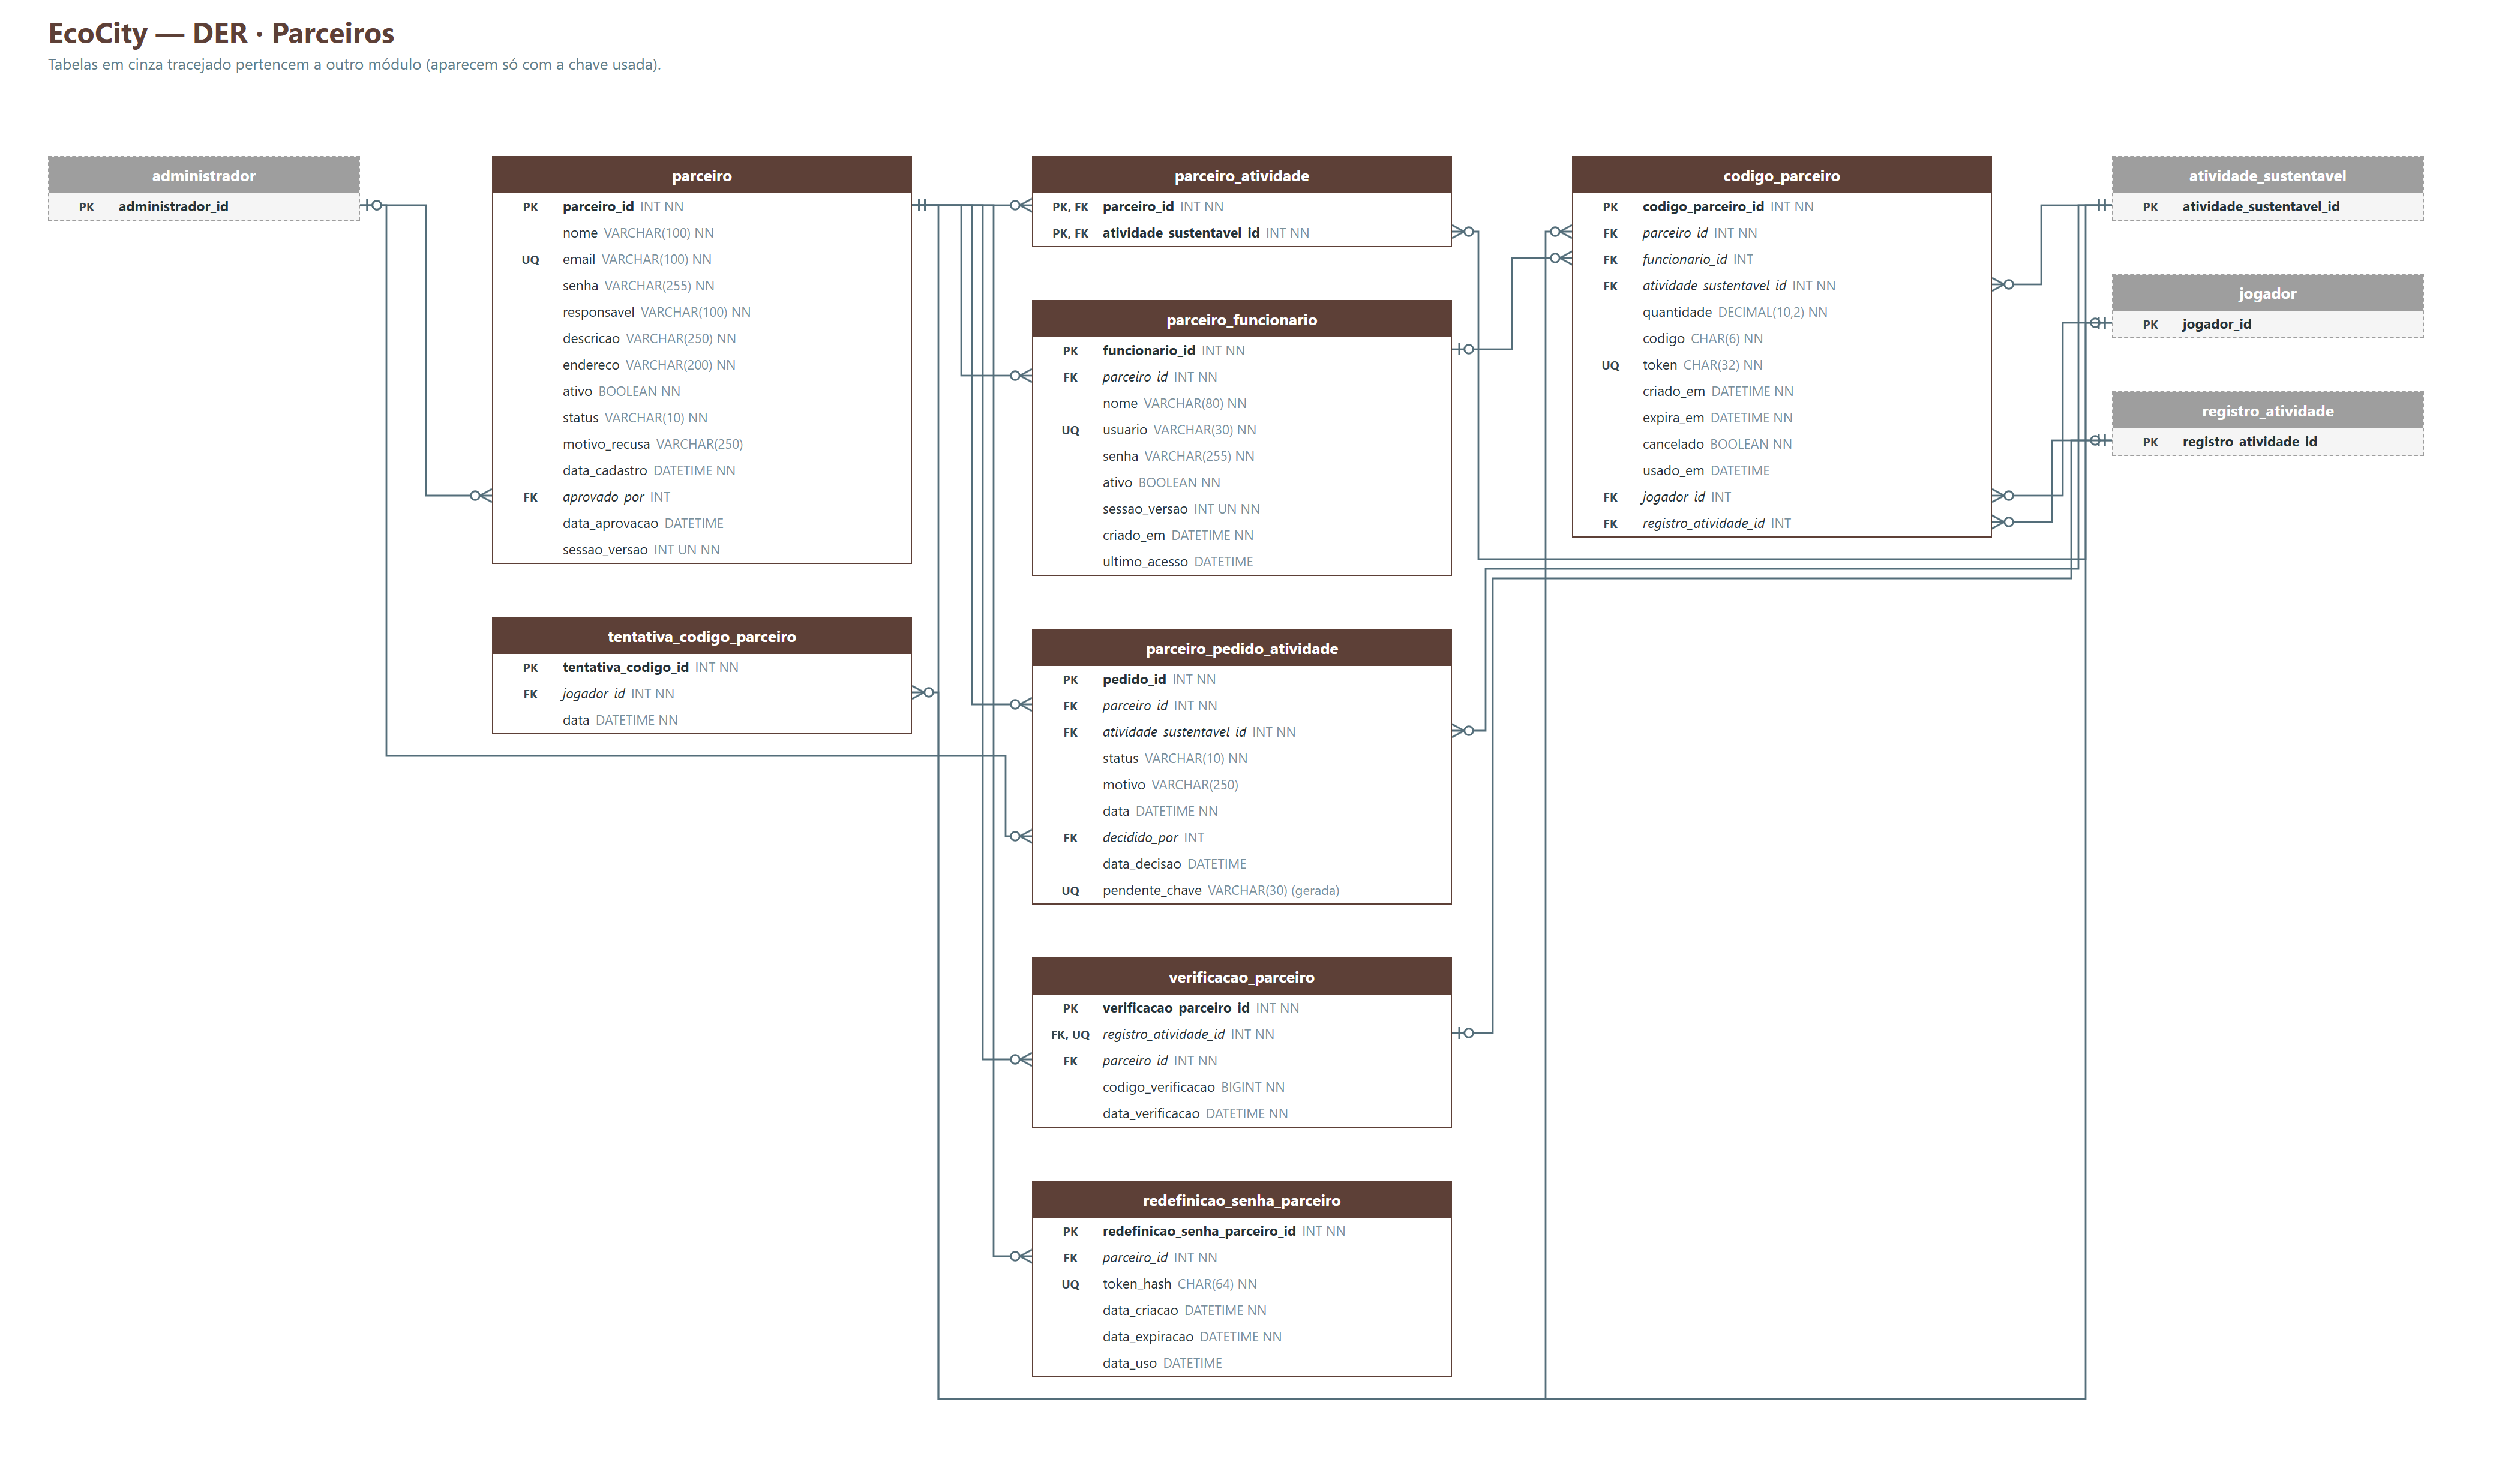 EcoCity — DER · Parceiros
Tabelas em cinza tracejado pertencem a outro módulo (aparecem só com a chave usada).
administrador
PK administrador_id
parceiro
PK parceiro_id INT NN
nome VARCHAR(100) NN
UQ email VARCHAR(100) NN
senha VARCHAR(255) NN
responsavel VARCHAR(100) NN
descricao VARCHAR(250) NN
endereco VARCHAR(200) NN
ativo BOOLEAN NN
status VARCHAR(10) NN
motivo_recusa VARCHAR(250)
data_cadastro DATETIME NN
FK aprovado_por INT
data_aprovacao DATETIME
sessao_versao INT UN NN
tentativa_codigo_parceiro
PK tentativa_codigo_id INT NN
FK jogador_id INT NN
data DATETIME NN
parceiro_atividade
PK, FK parceiro_id INT NN
PK, FK atividade_sustentavel_id INT NN
parceiro_funcionario
PK funcionario_id INT NN
FK parceiro_id INT NN
nome VARCHAR(80) NN
UQ usuario VARCHAR(30) NN
senha VARCHAR(255) NN
ativo BOOLEAN NN
sessao_versao INT UN NN
criado_em DATETIME NN
ultimo_acesso DATETIME
parceiro_pedido_atividade
PK pedido_id INT NN
FK parceiro_id INT NN
FK atividade_sustentavel_id INT NN
status VARCHAR(10) NN
motivo VARCHAR(250)
data DATETIME NN
FK decidido_por INT
data_decisao DATETIME
UQ pendente_chave VARCHAR(30) (gerada)
verificacao_parceiro
PK verificacao_parceiro_id INT NN
FK, UQ registro_atividade_id INT NN
FK parceiro_id INT NN
codigo_verificacao BIGINT NN
data_verificacao DATETIME NN
redefinicao_senha_parceiro
PK redefinicao_senha_parceiro_id INT NN
FK parceiro_id INT NN
UQ token_hash CHAR(64) NN
data_criacao DATETIME NN
data_expiracao DATETIME NN
data_uso DATETIME
codigo_parceiro
PK codigo_parceiro_id INT NN
FK parceiro_id INT NN
FK funcionario_id INT
FK atividade_sustentavel_id INT NN
quantidade DECIMAL(10,2) NN
codigo CHAR(6) NN
UQ token CHAR(32) NN
criado_em DATETIME NN
expira_em DATETIME NN
cancelado BOOLEAN NN
usado_em DATETIME
FK jogador_id INT
FK registro_atividade_id INT
atividade_sustentavel
PK atividade_sustentavel_id
jogador
PK jogador_id
registro_atividade
PK registro_atividade_id